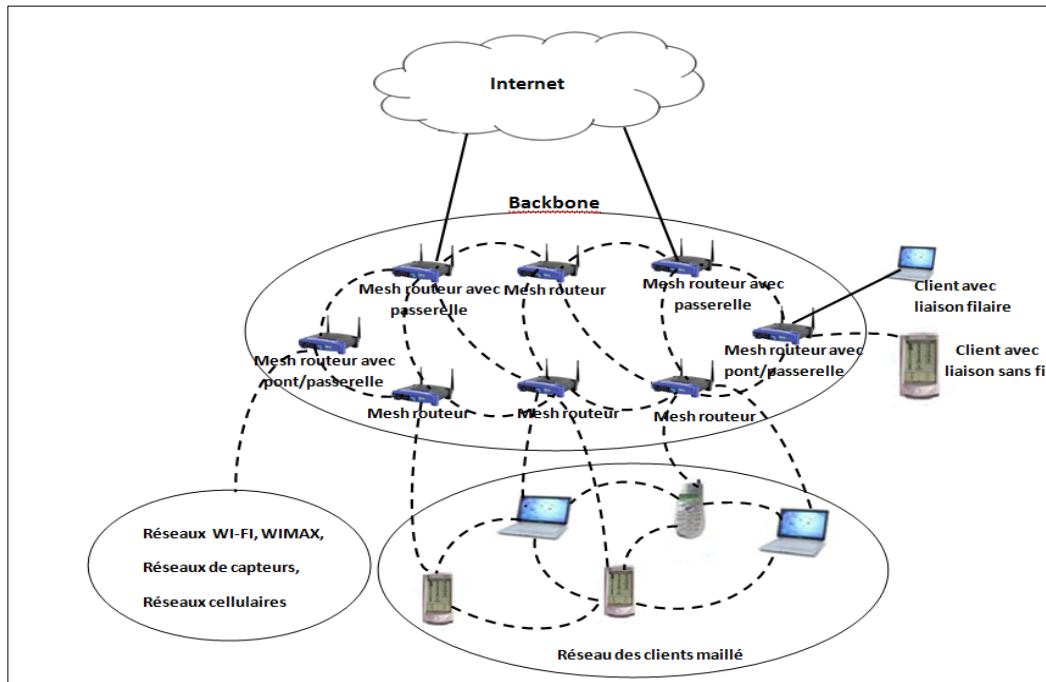 Internet
Backbone
Mesh routeur avec
passerelle
Mesh routeur
Mesh routeur avec
passerelle
Client avec
liaison filaire
Mesh routeur avec
pont/passerelle
Mesh routeur avec
pont/passerelle
Client avec
liaison sans fi
Mesh routeur
Mesh routeur
Mesh routeur
Réseaux WI-FI, WIMAX,
Réseaux de capteurs,
Réseaux cellulaires
Réseau des clients maillé